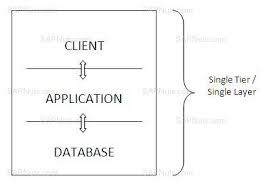 CLIENT
APPLICATION
DATABASE
Single Tier /
Single Layer